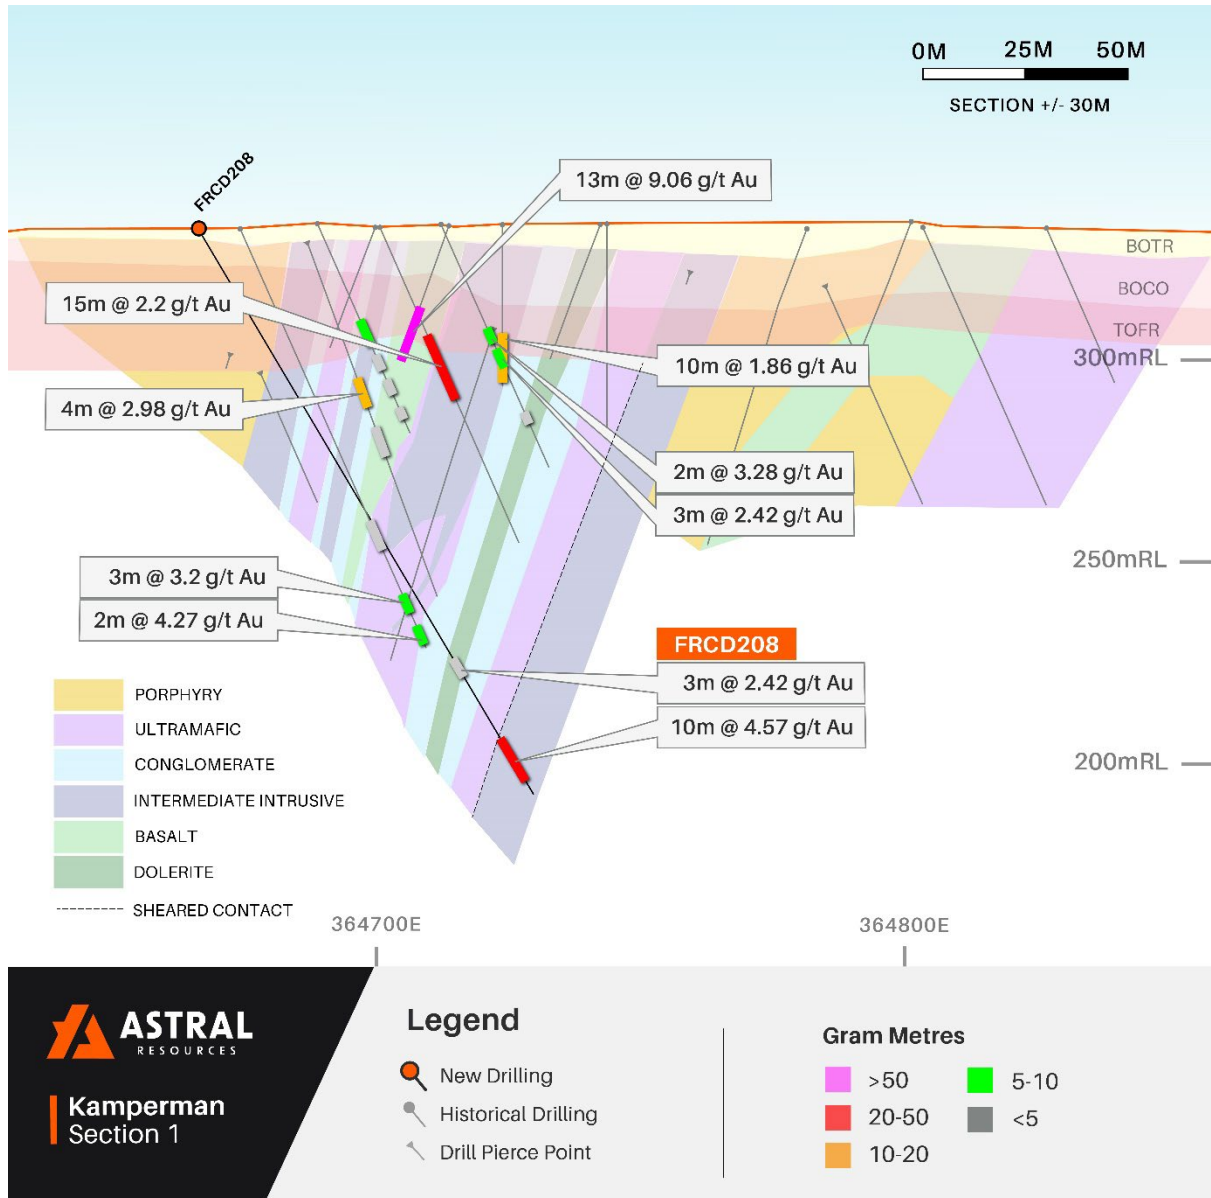 0M 25M 50M
SECTION +/- 30M
FRCD208
13m @ 9.06 g/t Au
BOTR
BOCO
TOFR
15m @ 2.2 g/t Au
10m @ 1.86 g/t Au
300mRL
4m @ 2.98 g/t Au
2m @ 3.28 g/t Au
3m @ 2.42 g/t Au
250mRL
3m @ 3.2 g/t Au
2m @ 4.27 g/t Au
FRCD208
3m @ 2.42 g/t Au
10m @ 4.57 g/t Au
200mRL
PORPHYRY
ULTRAMAFIC
CONGLOMERATE
INTERMEDIATE INTRUSIVE
BASALT
DOLERITE
SHEARED CONTACT
364700E
364800E
ASTRAL
RESOURCES
Kamperman
Section 1
Legend
New Drilling
Historical Drilling
Drill Pierce Point
Gram Metres
>50
5-10
20-50
<5
10-20